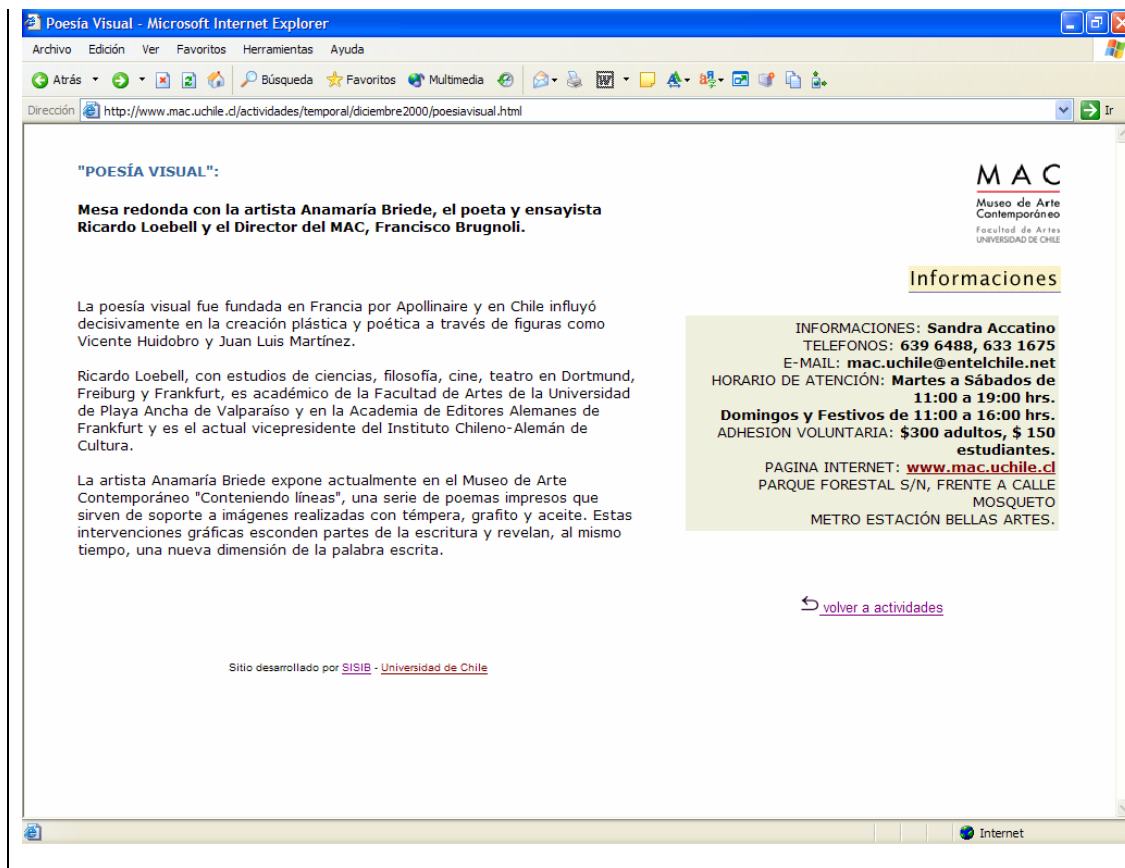 Poesía Visual - Microsoft Internet Explorer
Archivo Edición Ver Favoritos Herramientas Ayuda
Atrás Búsqueda Favoritos Multimedia
Dirección http://www.mac.uchile.cl/actividades/temporal/diciembre2000/poesiavisual.html Ir
"POESÍA VISUAL":
Mesa redonda con la artista Anamaría Briede, el poeta y ensayista
Ricardo Loebell y el Director del MAC, Francisco Brugnoli.
La poesía visual fue fundada en Francia por Apollinaire y en Chile influyó
decisivamente en la creación plástica y poética a través de figuras como
Vicente Huidobro y Juan Luis Martínez.
Ricardo Loebell, con estudios de ciencias, filosofía, cine, teatro en Dortmund,
Freiburg y Frankfurt, es académico de la Facultad de Artes de la Universidad
de Playa Ancha de Valparaíso y en la Academia de Editores Alemanes de
Frankfurt y es el actual vicepresidente del Instituto Chileno-Alemán de
Cultura.
La artista Anamaría Briede expone actualmente en el Museo de Arte
Contemporáneo "Conteniendo líneas", una serie de poemas impresos que
sirven de soporte a imágenes realizadas con témpera, grafito y aceite. Estas
intervenciones gráficas esconden partes de la escritura y revelan, al mismo
tiempo, una nueva dimensión de la palabra escrita.
Sitio desarrollado por SISIB - Universidad de Chile
MAC
Museo de Arte
Contemporáneo
Facultad de Artes
UNIVERSIDAD DE CHILE
Informaciones
INFORMACIONES: Sandra Accatino
TELEFONOS: 639 6488, 633 1675
E-MAIL: mac.uchile@entelchile.net
HORARIO DE ATENCIÓN: Martes a Sábados de
11:00 a 19:00 hrs.
Domingos y Festivos de 11:00 a 16:00 hrs.
ADHESION VOLUNTARIA: $300 adultos, $ 150
estudiantes.
PAGINA INTERNET: www.mac.uchile.cl
PARQUE FORESTAL S/N, FRENTE A CALLE
MOSQUETO
METRO ESTACIÓN BELLAS ARTES.
volver a actividades
Internet